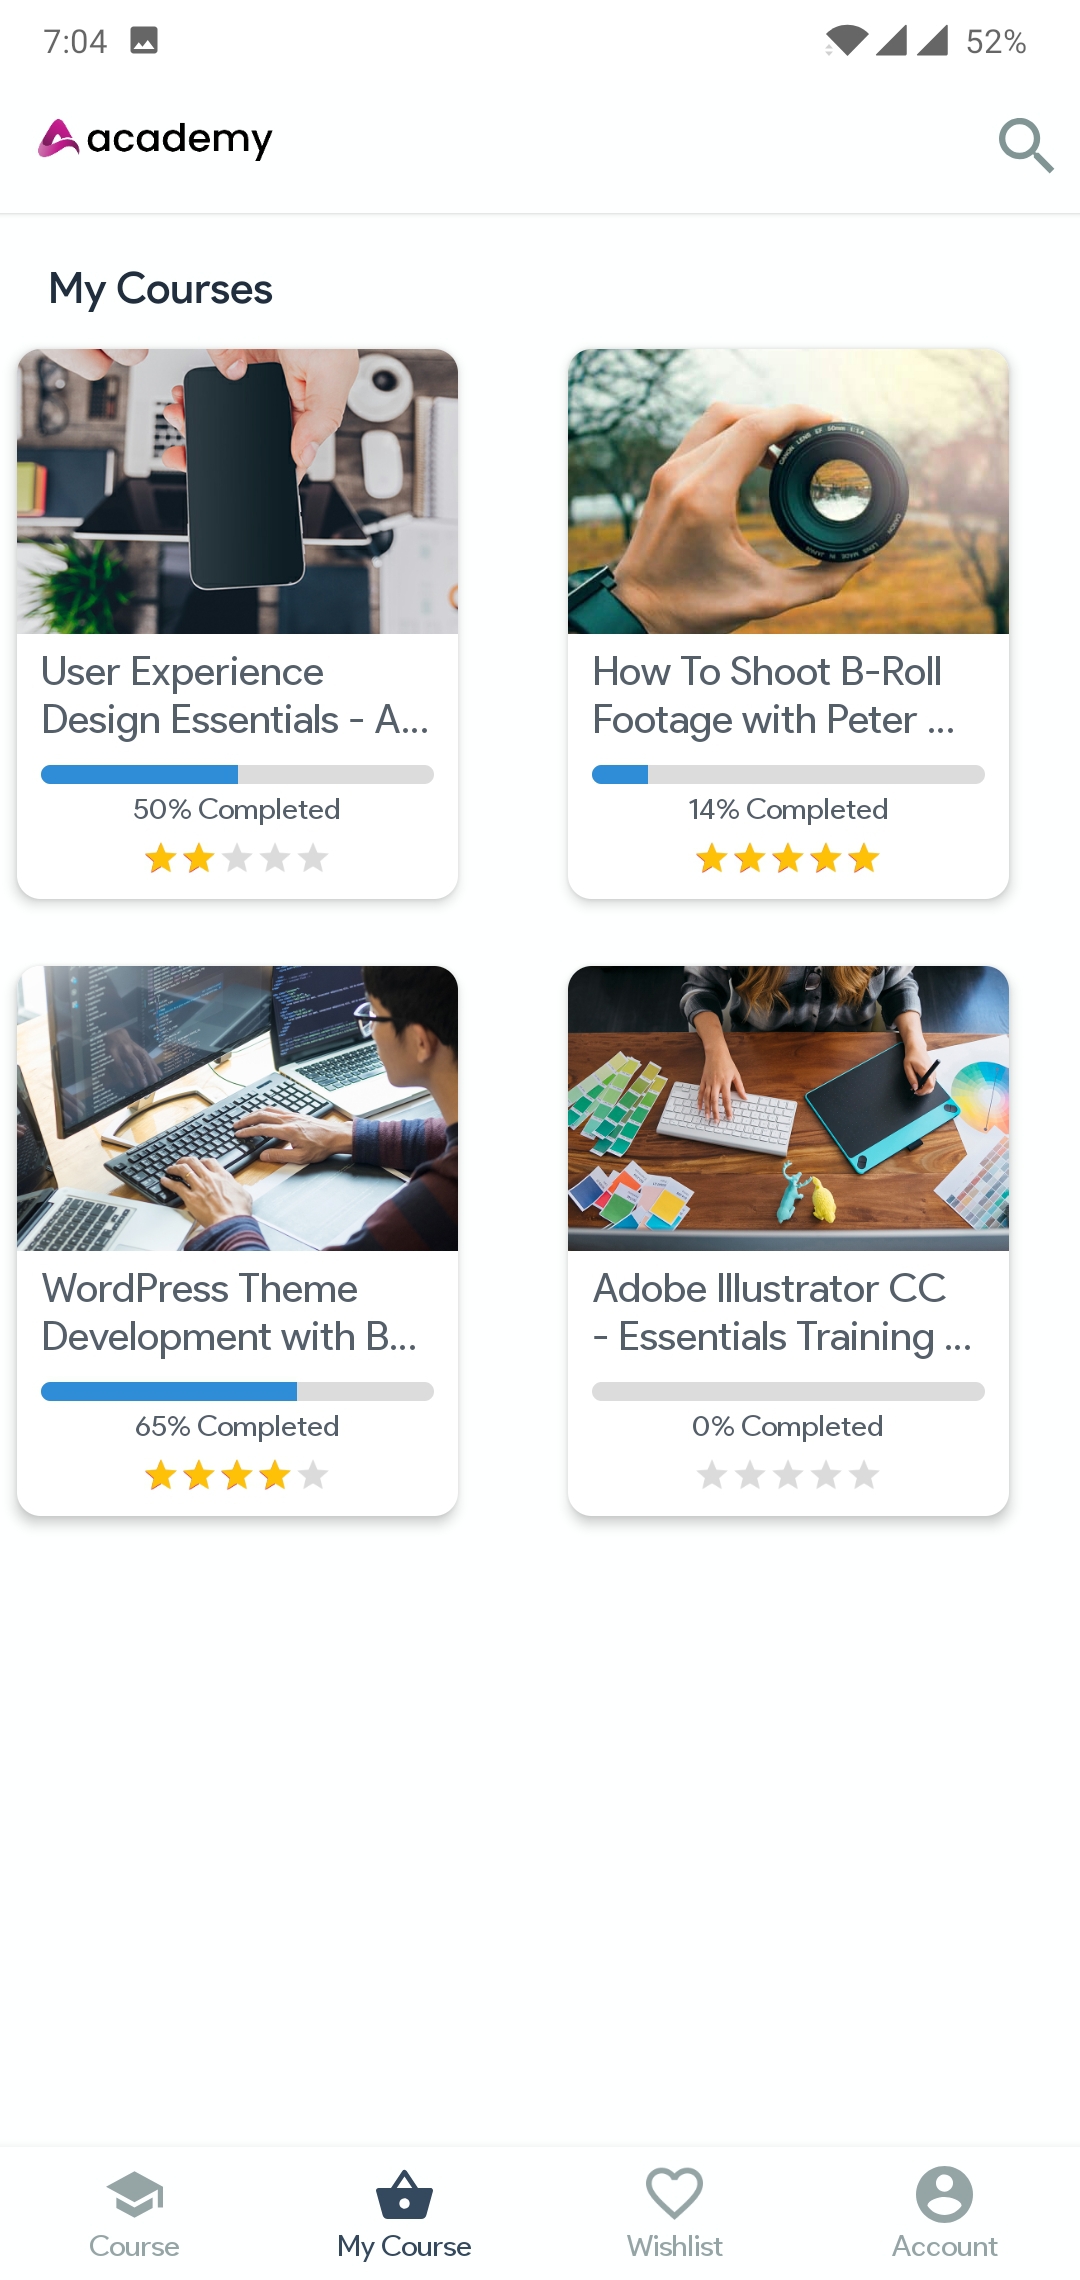 7:04
52%
academy
My Courses
User Experience
Design Essentials - A...
50% Completed
How To Shoot B-Roll
Footage with Peter ...
14% Completed
WordPress Theme
Development with B...
65% Completed
Adobe Illustrator CC
- Essentials Training ...
0% Completed
Course
My Course
Wishlist
Account